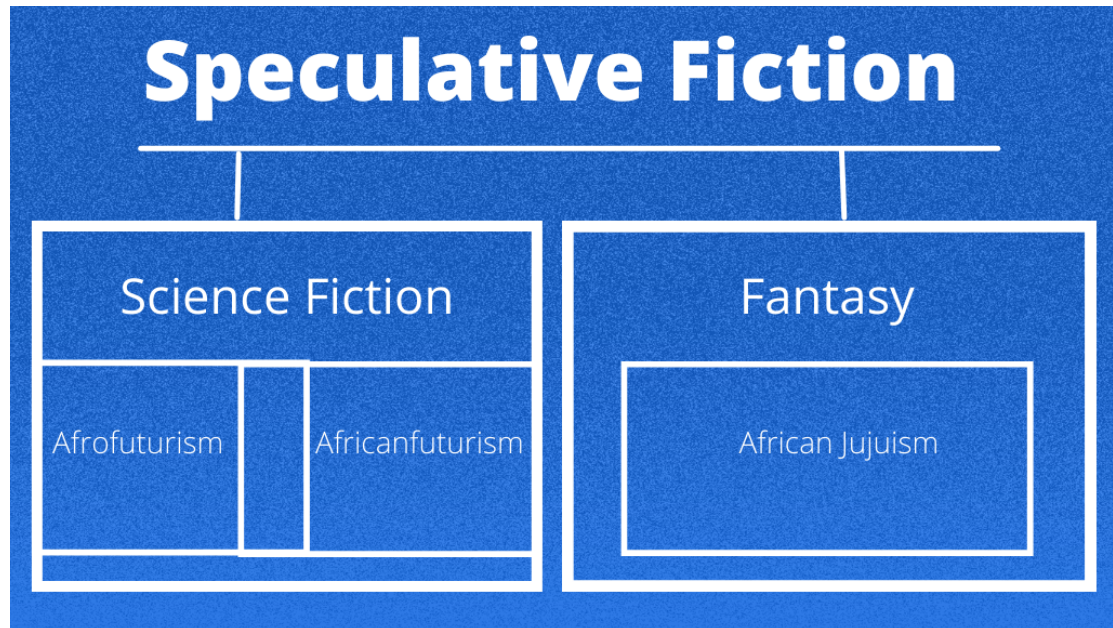 Speculative Fiction
Science Fiction
Fantasy
Afrofuturism
Africanfuturism
African Jujuism